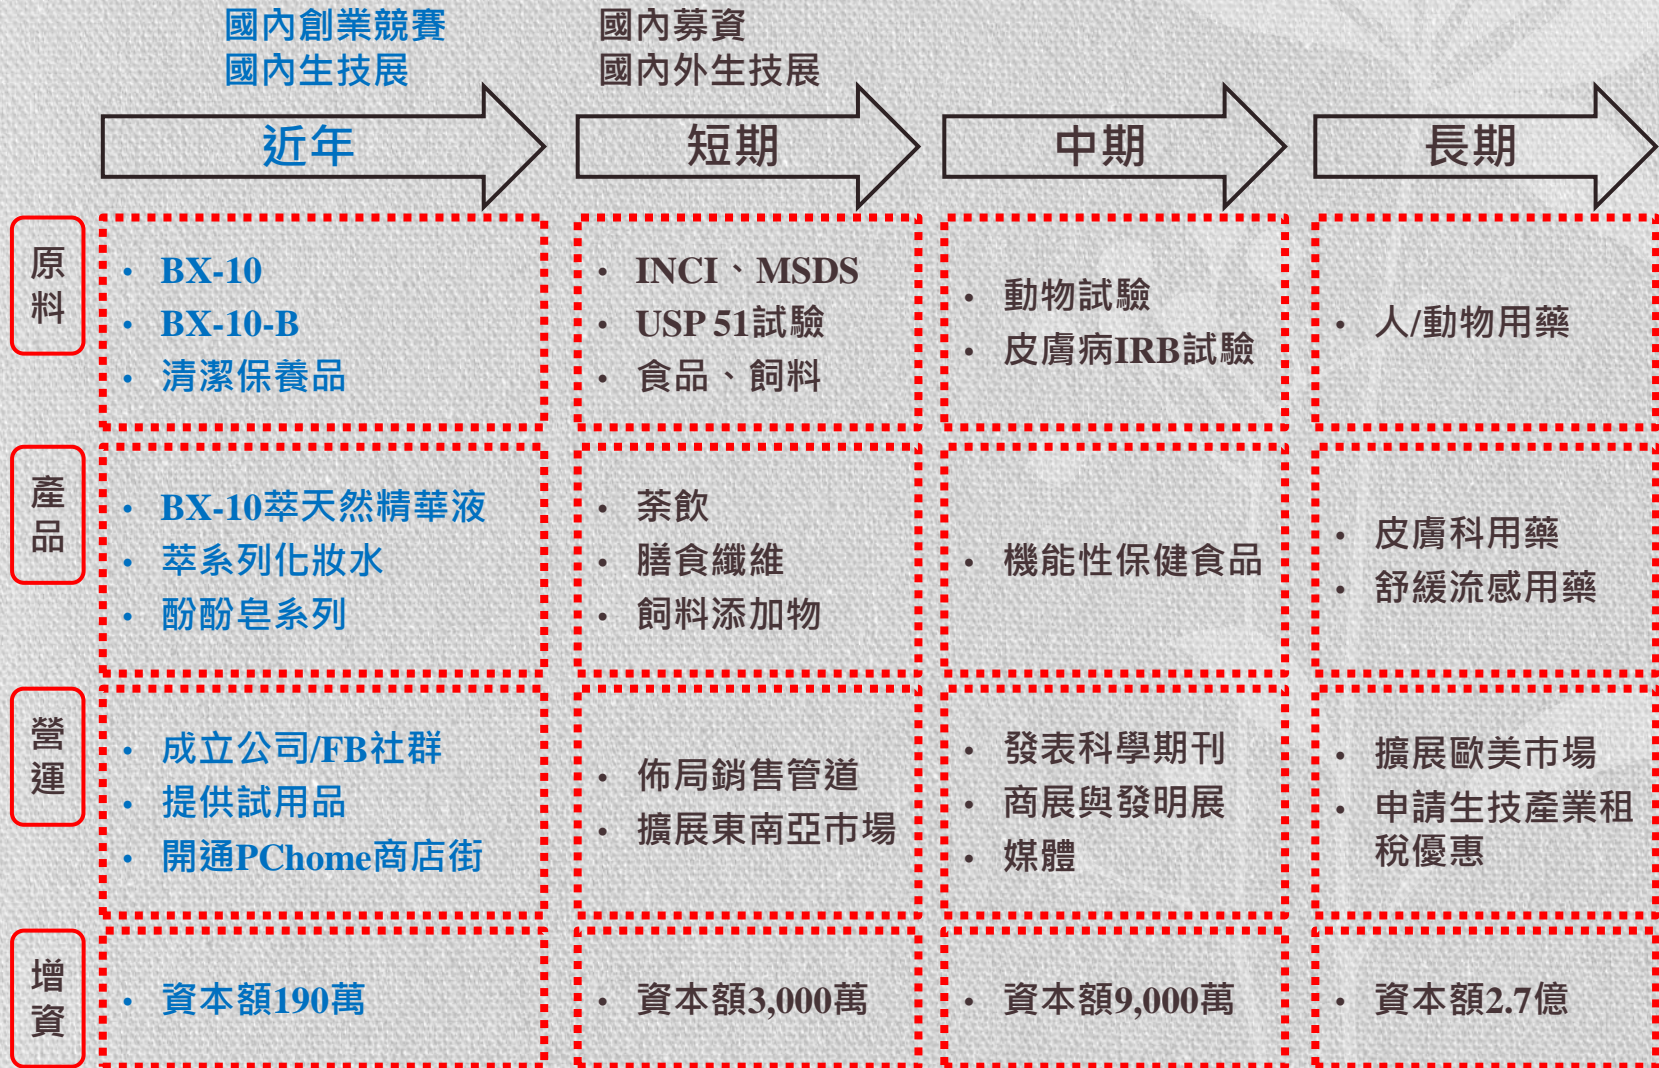 國內創業競賽
國內生技展
國內募資
國內外生技展
近年
短期
中期
長期
原料
• BX-10
• BX-10-B
• 清潔保養品
• INCI、MSDS
• USP 51試驗
• 食品、飼料
• 動物試驗
• 皮膚病IRB試驗
• 人/動物用藥
產品
• BX-10萃天然精華液
• 萃系列化妝水
• 酚酚皂系列
• 荼飲
• 膳食纖維
• 飼料添加物
• 機能性保健食品
• 皮膚科用藥
• 舒緩流感用藥
營運
• 成立公司/FB社群
• 提供試用品
• 開通PChome商店街
• 佈局銷售管道
• 擴展東南亞市場
• 發表科學期刊
• 商展與發明展
• 媒體
• 擴展歐美市場
• 申請生技產業租
稅優惠
增資
• 資本額190萬
• 資本額3,000萬
• 資本額9,000萬
• 資本額2.7億